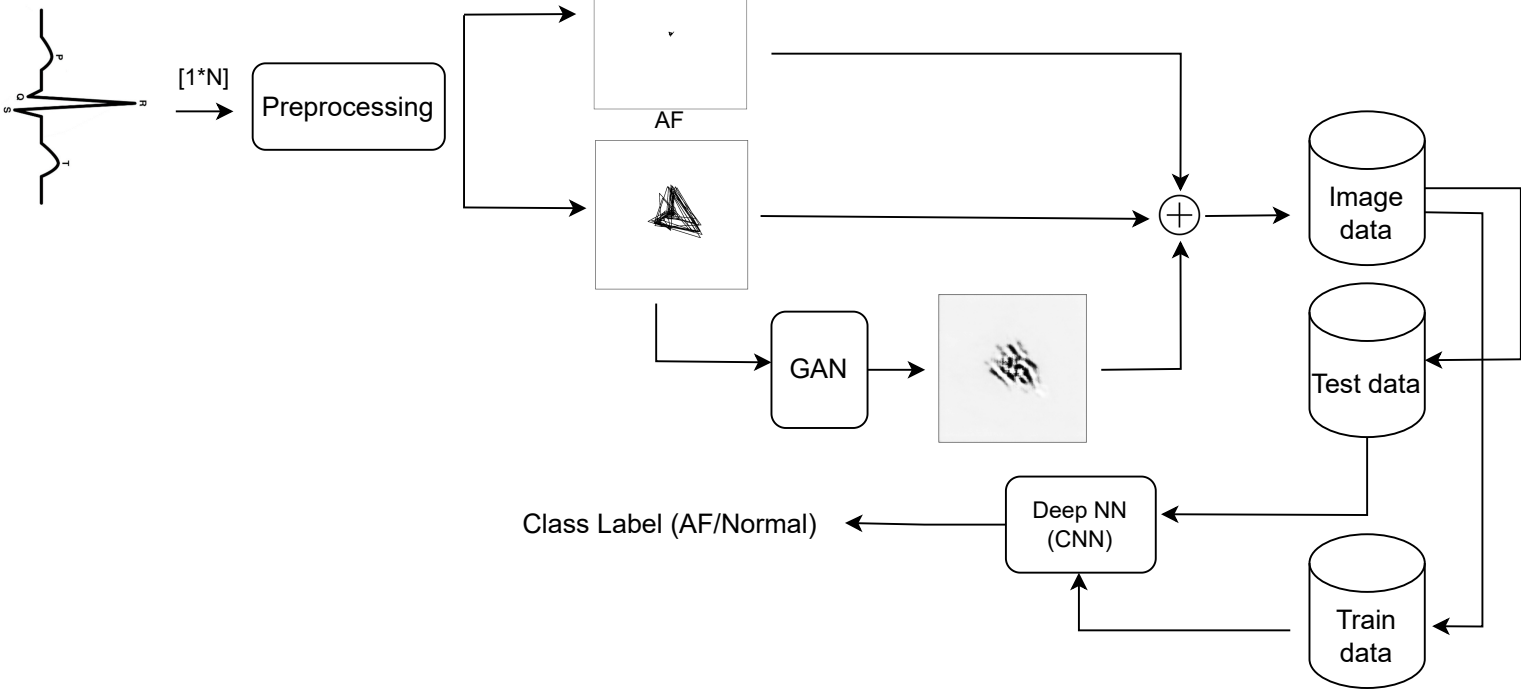 P
Q
R
S
T
[1*N]
Preprocessing
AF
GAN
Image
data
Test data
Deep NN
(CNN)
Class Label (AF/Normal)
Train
data